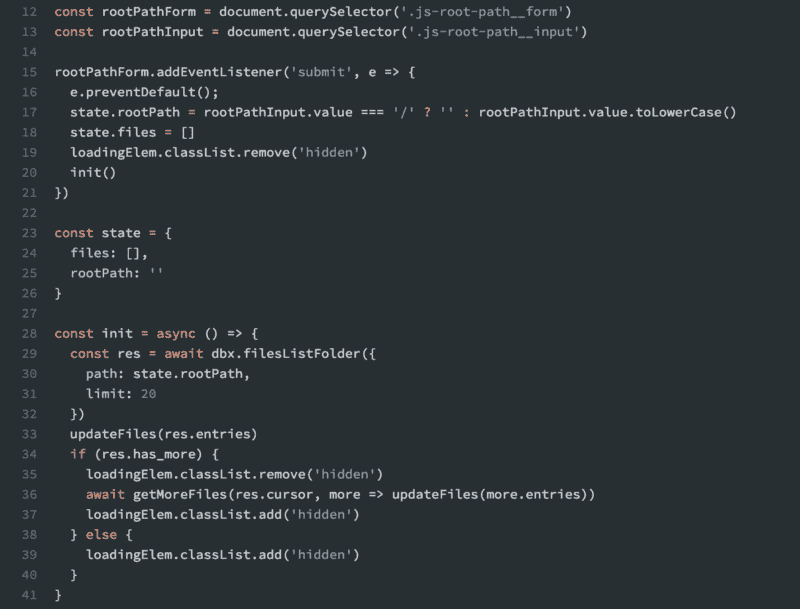 12 const rootPathForm = document.querySelector('.js-root-path__form')
13 const rootPathInput = document.querySelector('.js-root-path__input')
14
15 rootPathForm.addEventListener('submit', e => {
16   e.preventDefault();
17   state.rootPath = rootPathInput.value === '/' ? '' : rootPathInput.value.toLowerCase()
18   state.files = []
19   loadingElem.classList.remove('hidden')
20   init()
21 })
22
23 const state = {
24   files: [],
25   rootPath: ''
26 }
27
28 const init = async () => {
29   const res = await dbx.filesListFolder({
30     path: state.rootPath,
31     limit: 20
32   })
33   updateFiles(res.entries)
34   if (res.has_more) {
35     loadingElem.classList.remove('hidden')
36     await getMoreFiles(res.cursor, more => updateFiles(more.entries))
37     loadingElem.classList.add('hidden')
38   } else {
39     loadingElem.classList.add('hidden')
40   }
41 }